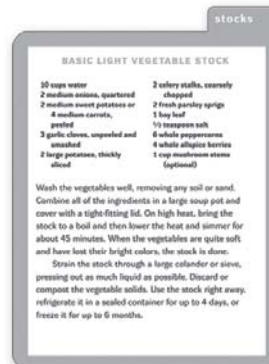 stocks
BASIC LIGHT VEGETABLE STOCK
10 cups water
2 medium onions, quartered
2 medium sweet potatoes or
4 medium carrots,
peeled
3 garlic cloves, unpeeled and
smashed
2 large potatoes, thickly
sliced
2 celery stalks, coarsely
chopped
2 fresh parsley sprigs
1 bay leaf
½ teaspoon salt
6 whole peppercorns
4 whole allspice berries
1 cup mushroom stems
(optional)
Wash the vegetables well, removing any soil or sand.
Combine all of the ingredients in a large soup pot and
cover with a tight-fitting lid. On high heat, bring the
stock to a boil and then lower the heat and simmer for
about 45 minutes. When the vegetables are quite soft
and have lost their bright colors, the stock is done.
Strain the stock through a large colander or sieve,
pressing out as much liquid as possible. Discard or
compost the vegetable solids. Use the stock right away,
refrigerate it in a sealed container for up to 4 days, or
freeze it for up to 6 months.